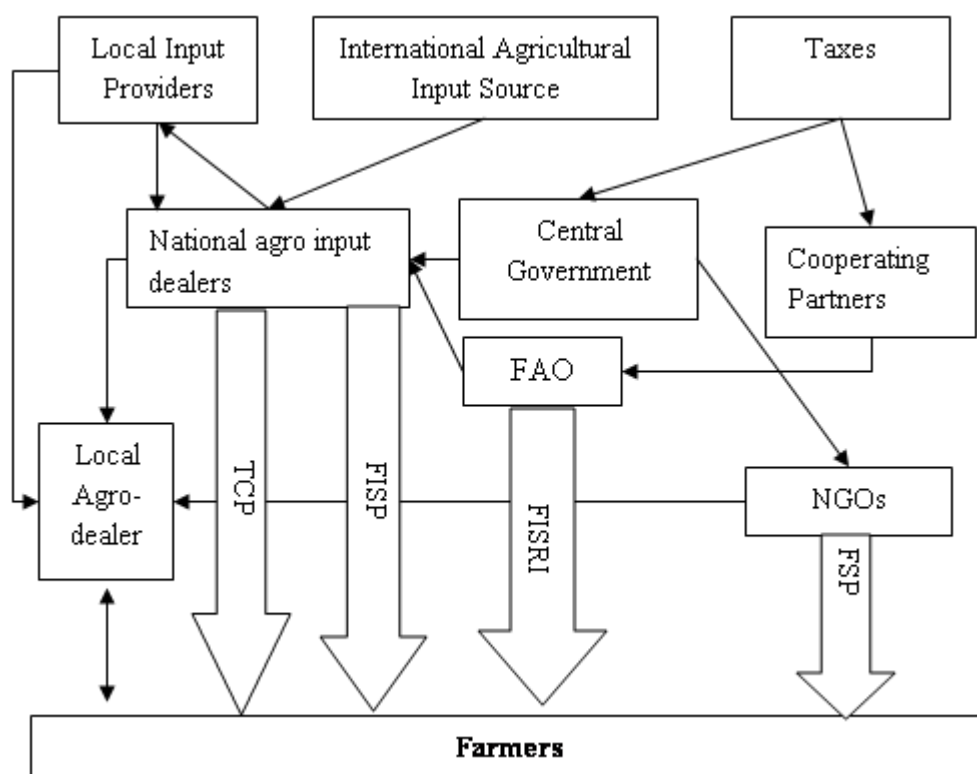 Local Input
Providers
International Agricultural
Input Source
Taxes
National agro input
dealers
Central
Government
Cooperating
Partners
FAO
Local
Agro-
dealer
TCP
FISP
FISRI
NGOs
FSP
Farmers